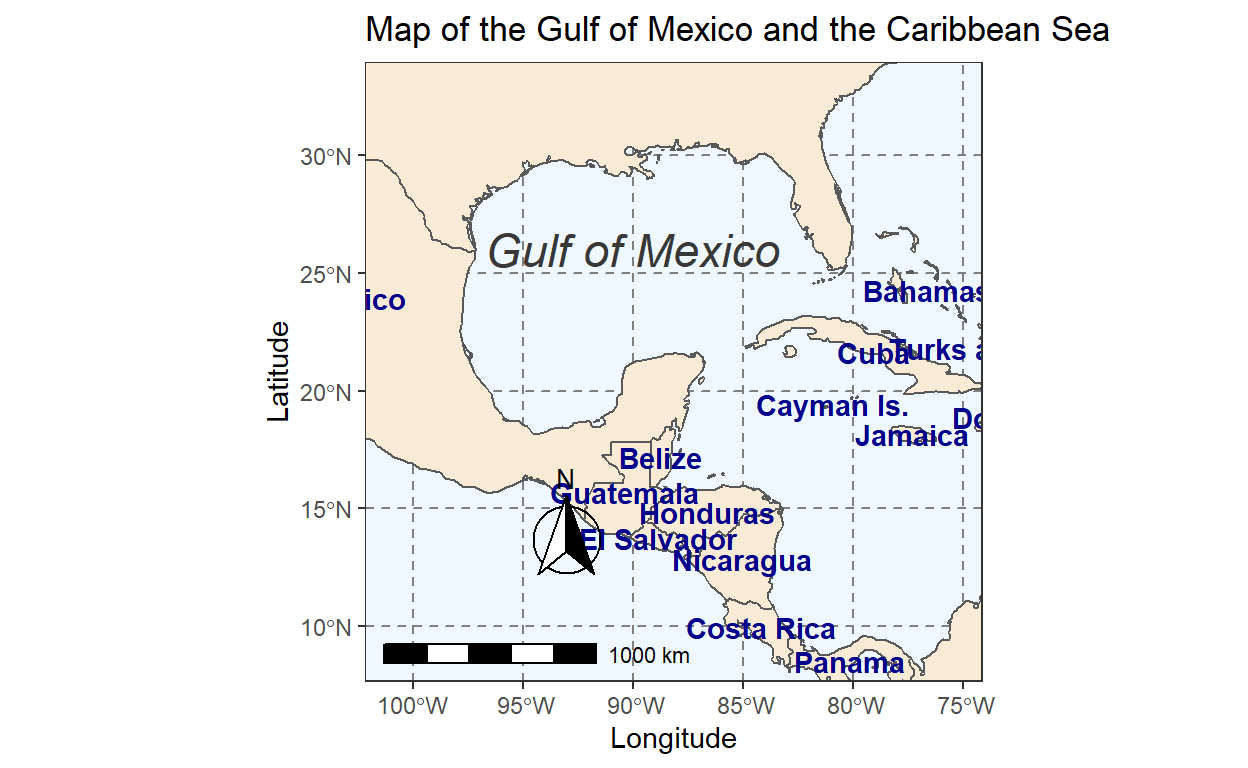 Map of the Gulf of Mexico and the Caribbean Sea
30°N
Gulf of Mexico
25°N
Bahamas
ico
Turks a
Cuba
Latitude
20°N
Cayman Is.
Do
Jamaica
Belize
N
Guatemala
15°N
Honduras
El Salvador
Nicaragua
10°N
Costa Rica
1000 km
Panama
100°W 95°W 90°W 85°W 80°W 75°W
Longitude